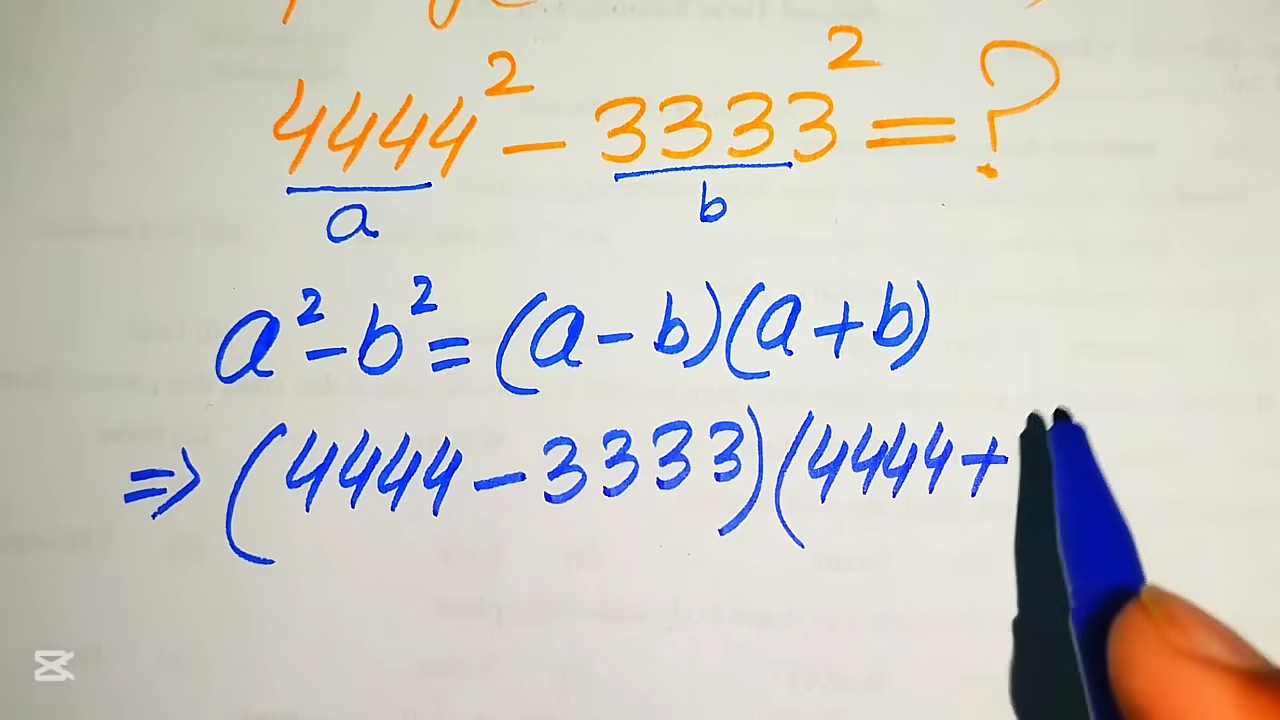 4444² - 3333² = ?
a b
a² - b² = (a - b)(a + b)
⇒ (4444 - 3333)(4444 +